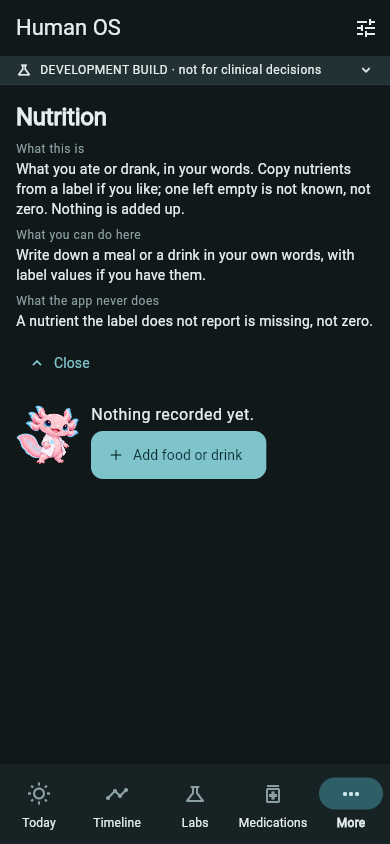 Human OS
DEVELOPMENT BUILD · not for clinical decisions
Nutrition
What this is
What you ate or drank, in your words. Copy nutrients
from a label if you like; one left empty is not known, not
zero. Nothing is added up.
What you can do here
Write down a meal or a drink in your own words, with
label values if you have them.
What the app never does
A nutrient the label does not report is missing, not zero.
Close
Nothing recorded yet.
+ Add food or drink
Today
Timeline
Labs
Medications
More